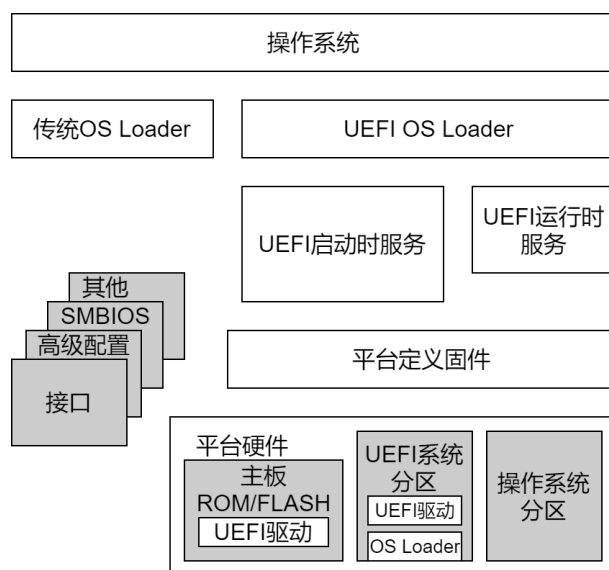 操作系统
传统OS Loader
UEFI OS Loader
UEFI启动时服务
UEFI运行时
服务
其他
SMBIOS
高级配置
接口
平台定义固件
平台硬件
主板
ROM/FLASH
UEFI驱动
UEFI系统
分区
UEFI驱动
OS Loader
操作系统
分区